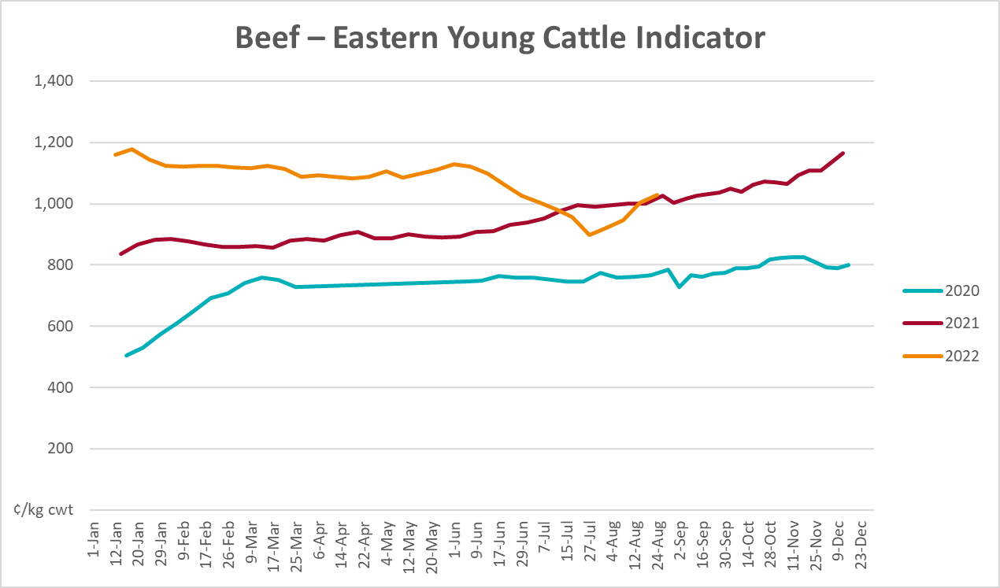 Beef – Eastern Young Cattle Indicator
1,400
1,200
1,000
800
600
400
200
¢/kg cwt
1-Jan
12-Jan
20-Jan
29-Jan
9-Feb
17-Feb
26-Feb
9-Mar
17-Mar
25-Mar
6-Apr
14-Apr
22-Apr
4-May
12-May
20-May
1-Jun
9-Jun
17-Jun
29-Jun
7-Jul
15-Jul
27-Jul
4-Aug
12-Aug
24-Aug
2-Sep
16-Sep
30-Sep
14-Oct
28-Oct
11-Nov
25-Nov
9-Dec
23-Dec
2020
2021
2022